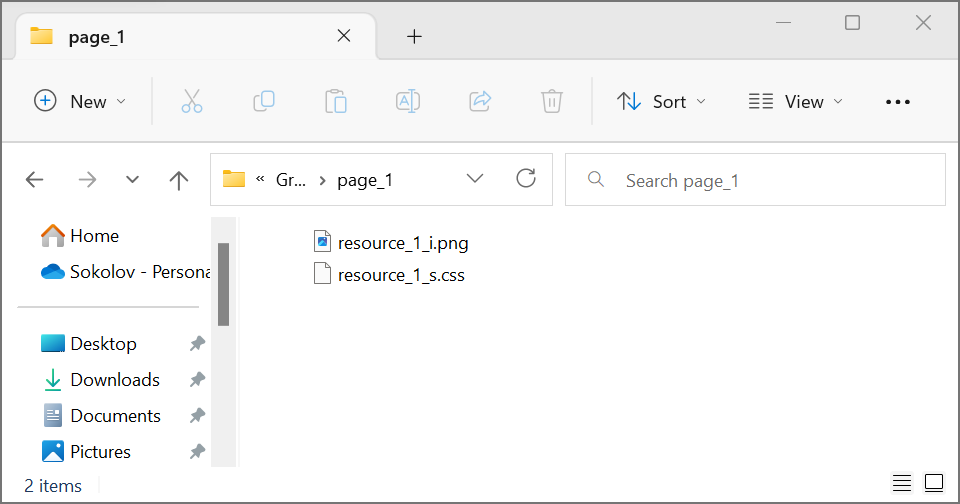 page_1
New
Sort
View
« Gr... › page_1
Search page_1
Home
Sokolov - Persona
Desktop
Downloads
Documents
Pictures
resource_1_i.png
resource_1_s.css
2 items